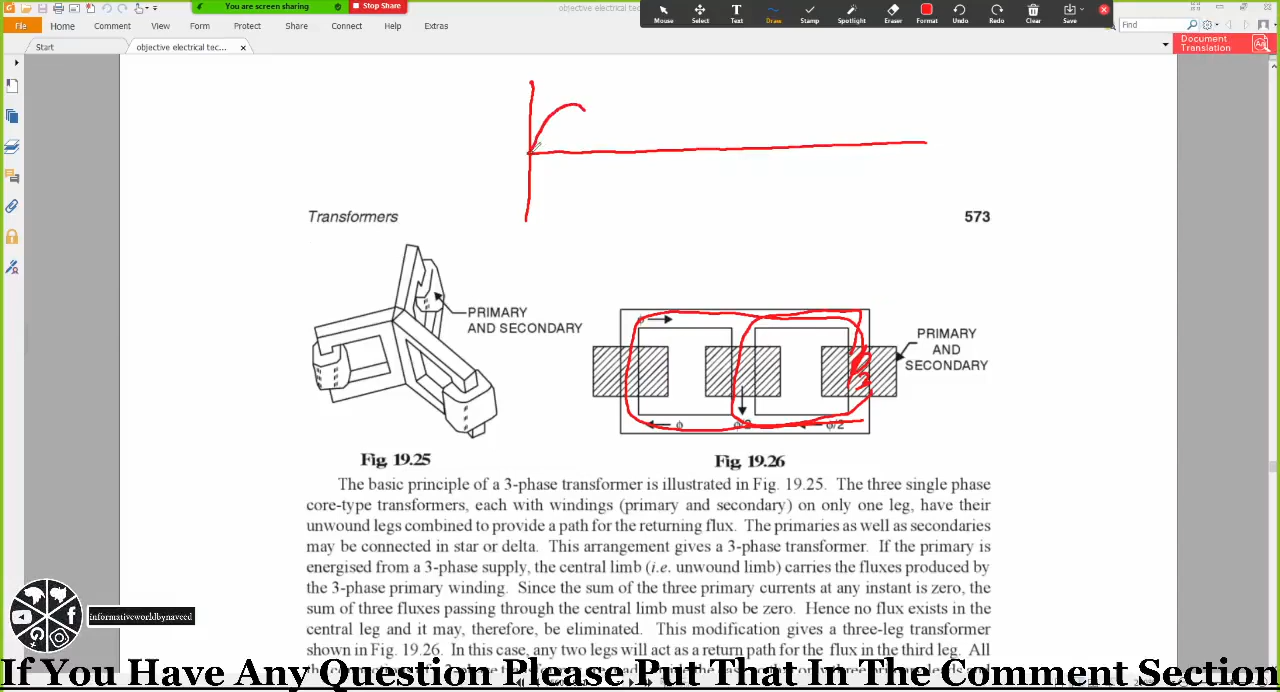 You are screen sharing
Stop Share
objective electrical tec
Mouse
Select
Text
Draw
Stamp
Spotlight
Eraser
Format
Undo
Redo
Clear
Save
File
Home
Comment
View
Form
Protect
Share
Connect
Help
Extras
Find
Start
objective electrical tec...
Document
Translation
Transformers
573
PRIMARY
AND SECONDARY
ϕ
PRIMARY
AND
SECONDARY
ϕ
ϕ/2
ϕ/2
Fig. 19.25
Fig. 19.26
The basic principle of a 3-phase transformer is illustrated in Fig. 19.25. The three single phase
core-type transformers, each with windings (primary and secondary) on only one leg, have their
unwound legs combined to provide a path for the returning flux. The primaries as well as secondaries
may be connected in star or delta. This arrangement gives a 3-phase transformer. If the primary is
energised from a 3-phase supply, the central limb (i.e. unwound limb) carries the fluxes produced by
the 3-phase primary winding. Since the sum of the three primary currents at any instant is zero, the
sum of three fluxes passing through the central limb must also be zero. Hence no flux exists in the
central leg and it may, therefore, be eliminated. This modification gives a three-leg transformer
shown in Fig. 19.26. In this case, any two legs will act as a return path for the flux in the third leg. All
informativeworldbynaveed
If You Have Any Question Please Put That In The Comment Section